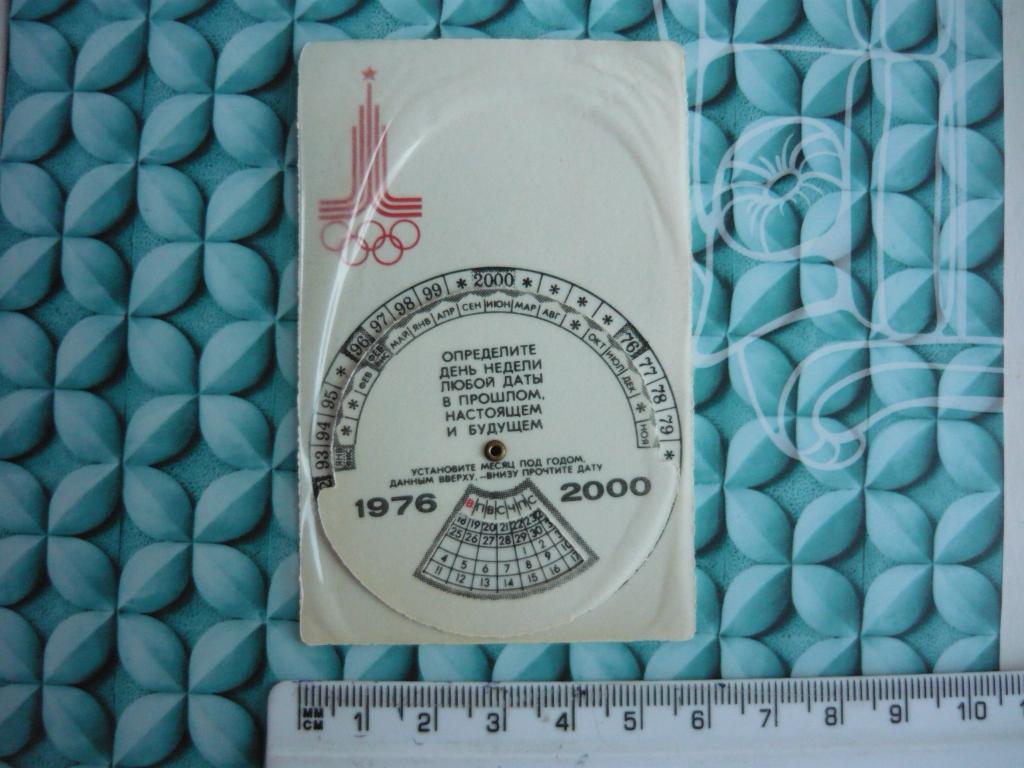 93 94 95 * 96 97 98 99 * 2000 * * * * 76 77 78 79 *
ЯНВ * * ФЕВ МАЙ ЯНВ АПР СЕН ИЮН МАР АВГ * ОКТ ИЮЛ ДЕК * НОЯ
ОПРЕДЕЛИТЕ
ДЕНЬ НЕДЕЛИ
ЛЮБОЙ ДАТЫ
В ПРОШЛОМ,
НАСТОЯЩЕМ
И БУДУЩЕМ
УСТАНОВИТЕ МЕСЯЦ ПОД ГОДОМ,
ДАННЫМ ВВЕРХУ, -ВНИЗУ ПРОЧТИТЕ ДАТУ
1976 2000
В П В С Ч П С
18 19 20 21 22
25 26 27 28 29 30
1 2
4 5 6 7 8 9 10
11 12 13 14 15 16 17
ММ
СМ
1 2 3 4 5 6 7 8 9 10